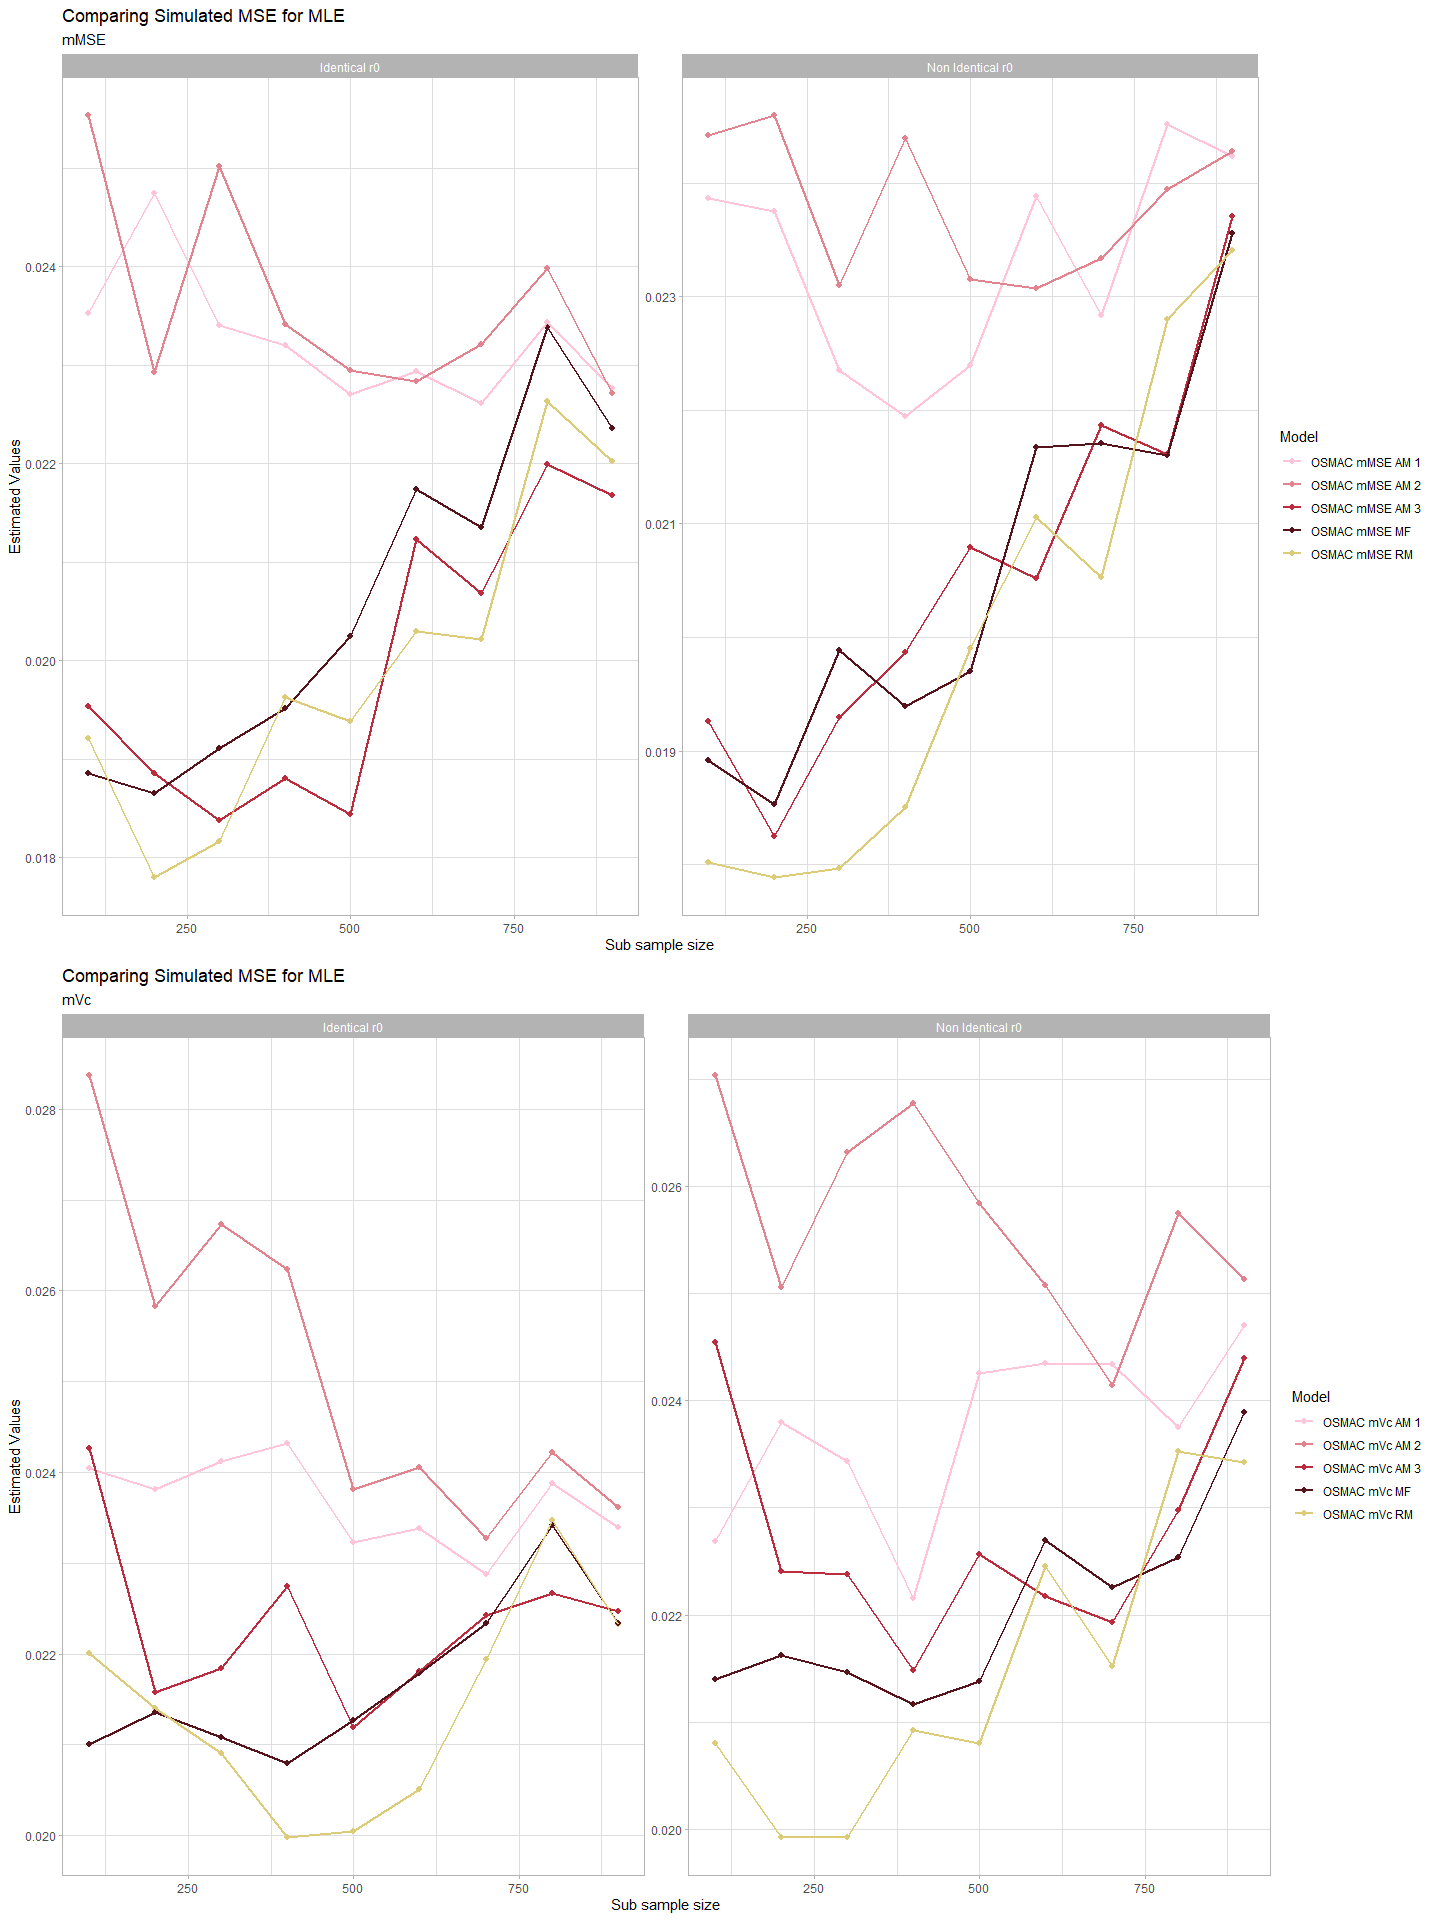 Comparing Simulated MSE for MLE
mMSE
Identical r0
Non Identical r0
Estimated Values
0.024
0.022
0.020
0.018
0.023
0.021
0.019
250
500
750
250
500
750
Sub sample size
Model
OSMAC mMSE AM 1
OSMAC mMSE AM 2
OSMAC mMSE AM 3
OSMAC mMSE MF
OSMAC mMSE RM
Comparing Simulated MSE for MLE
mVc
Identical r0
Non Identical r0
Estimated Values
0.028
0.026
0.024
0.022
0.020
0.026
0.024
0.022
0.020
250
500
750
250
500
750
Sub sample size
Model
OSMAC mVc AM 1
OSMAC mVc AM 2
OSMAC mVc AM 3
OSMAC mVc MF
OSMAC mVc RM